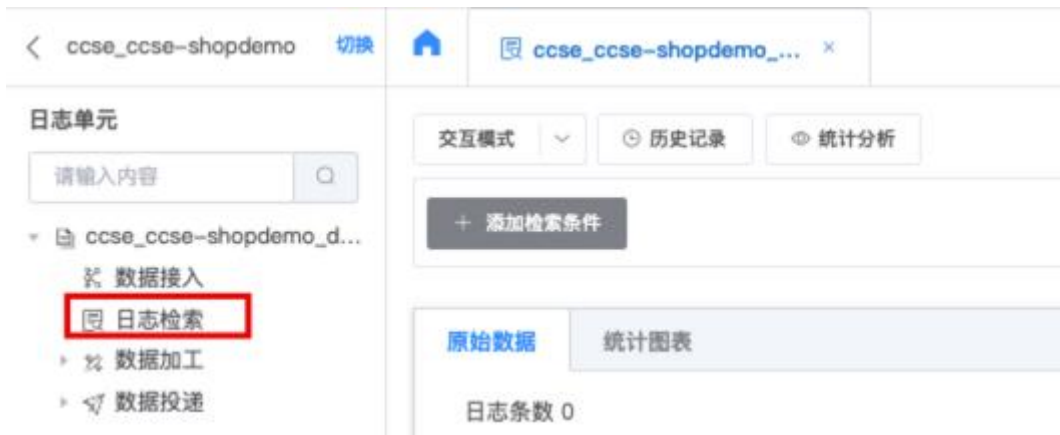 ccse_ccse-shopdemo 切换
ccse_ccse-shopdemo_... ×
日志单元
请输入内容
ccse_ccse-shopdemo_d...
数据接入
日志检索
数据加工
数据投递
交互模式 历史记录 统计分析
+ 添加检索条件
原始数据 统计图表
日志条数 0